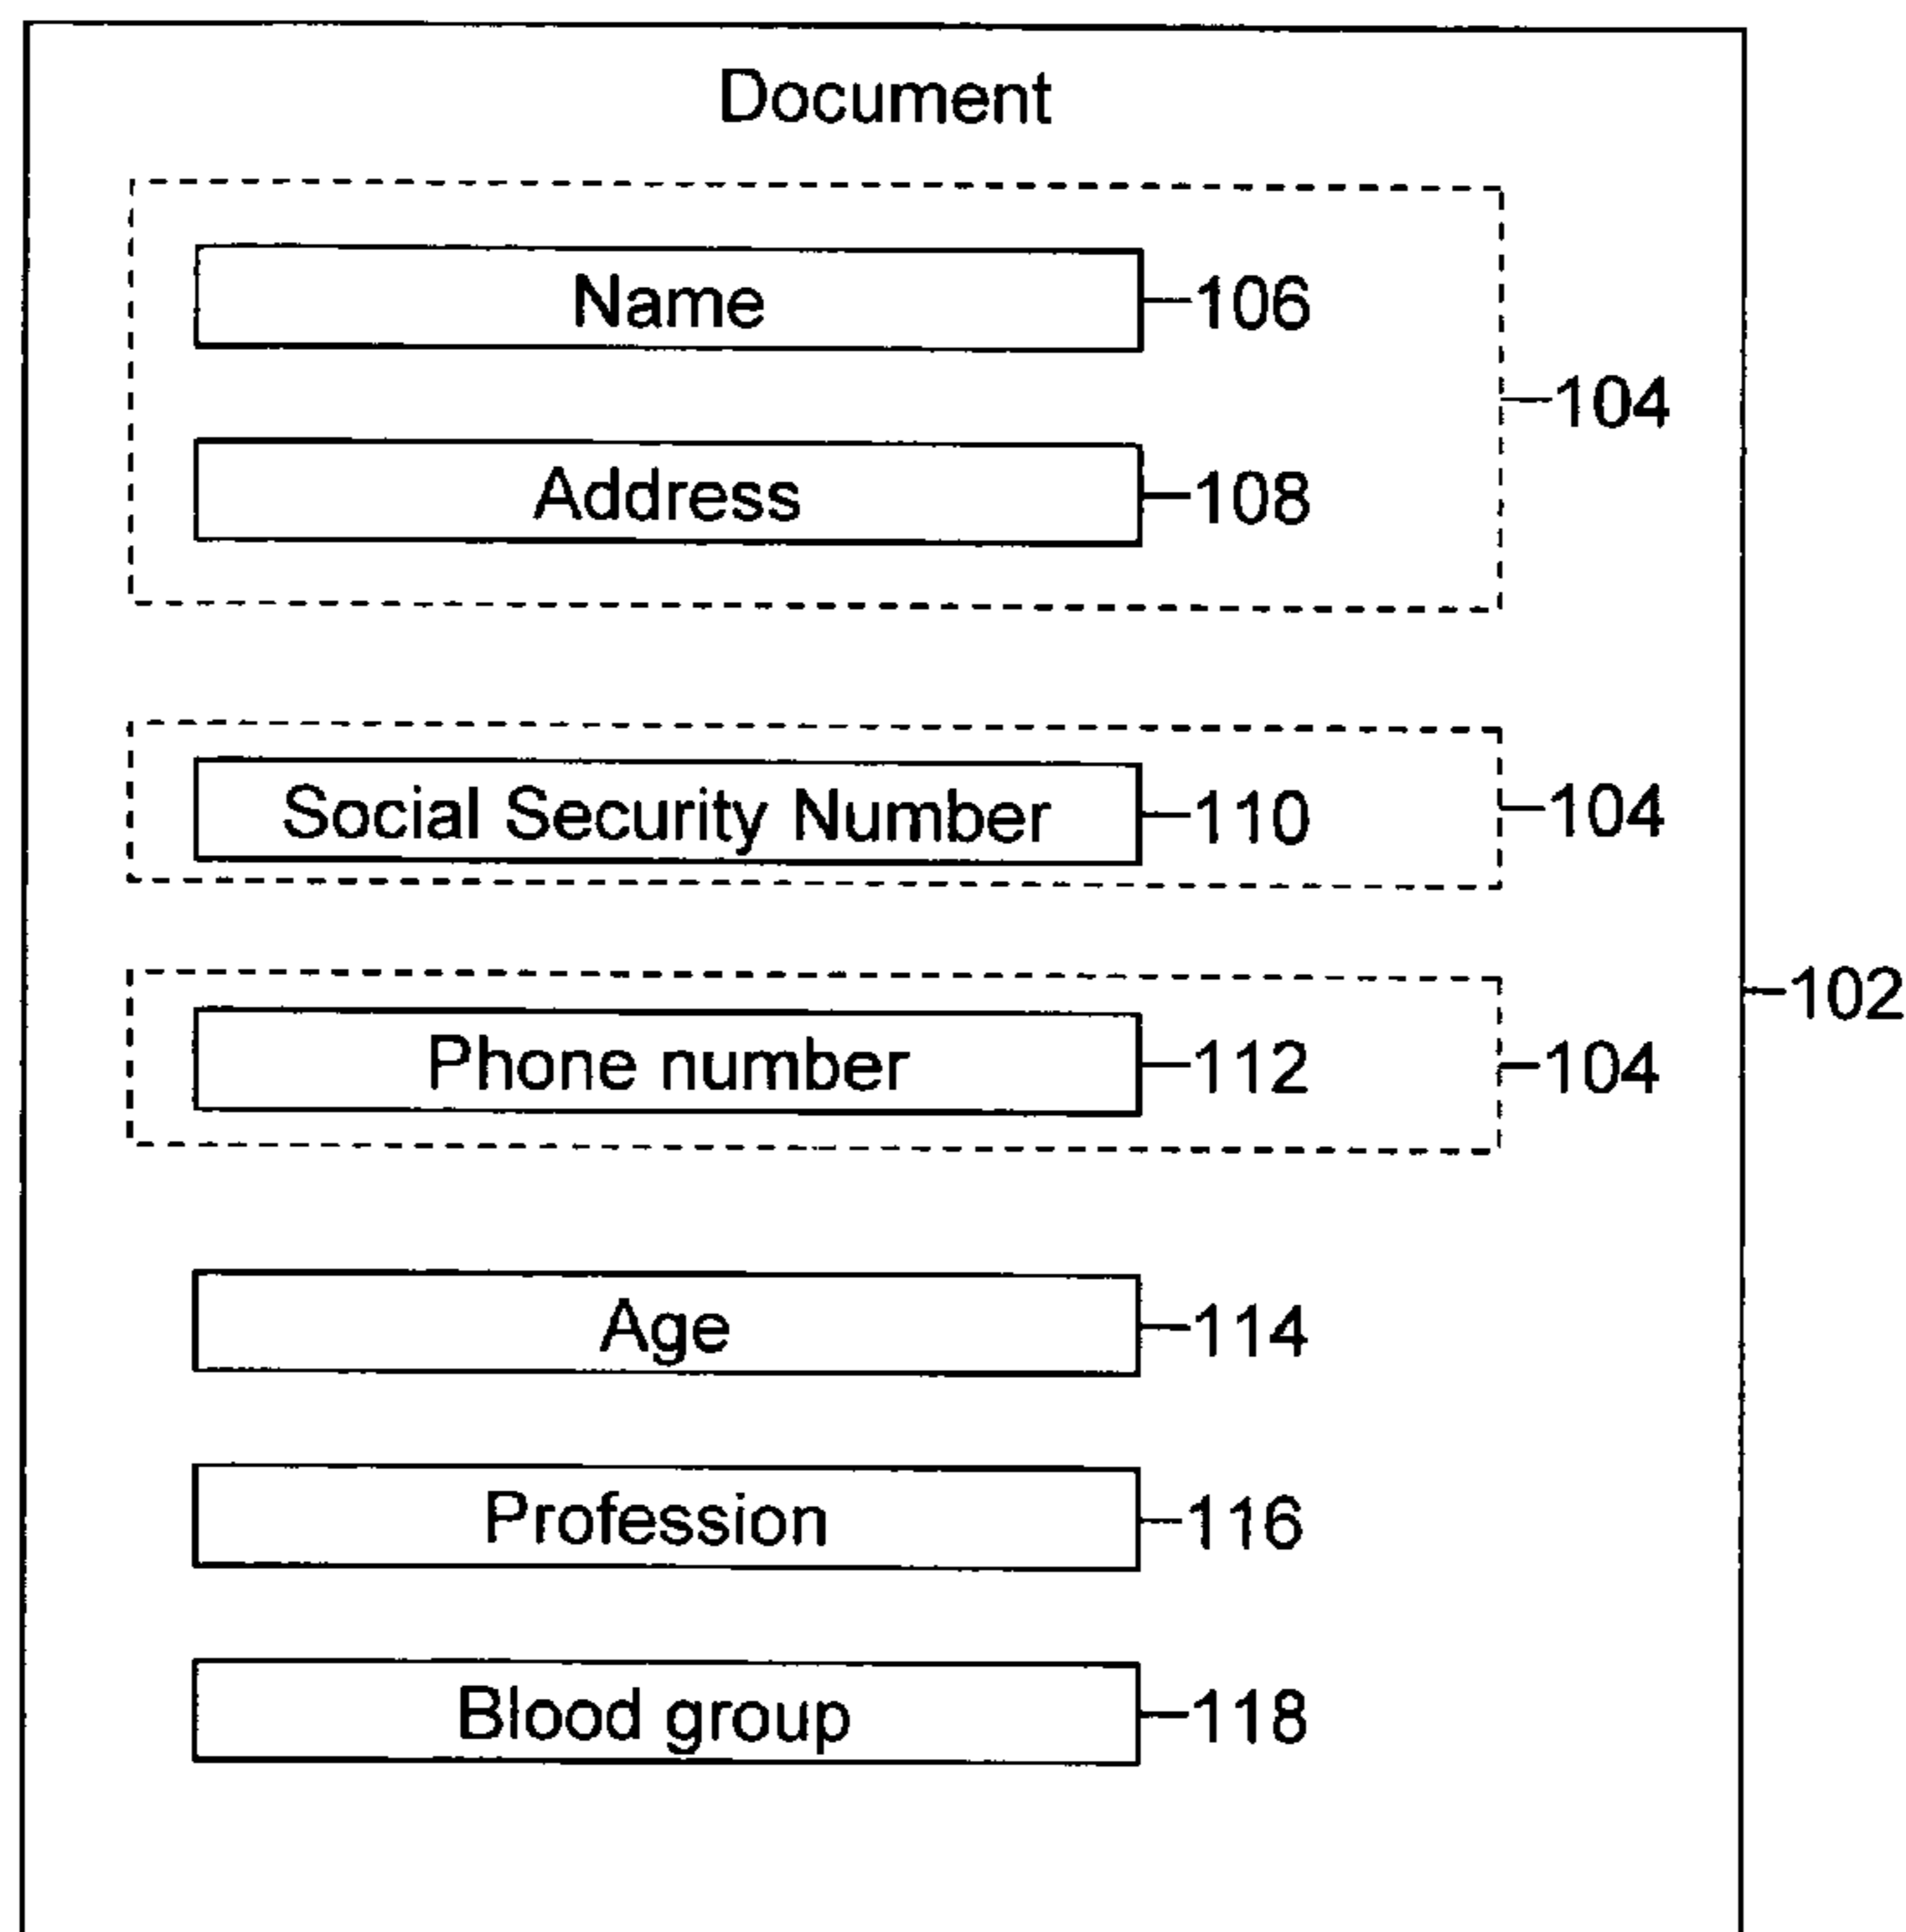 Document
Name 106
104
Address 108
Social Security Number 110 104
102
Phone number 112 104
Age 114
Profession 116
Blood group 118